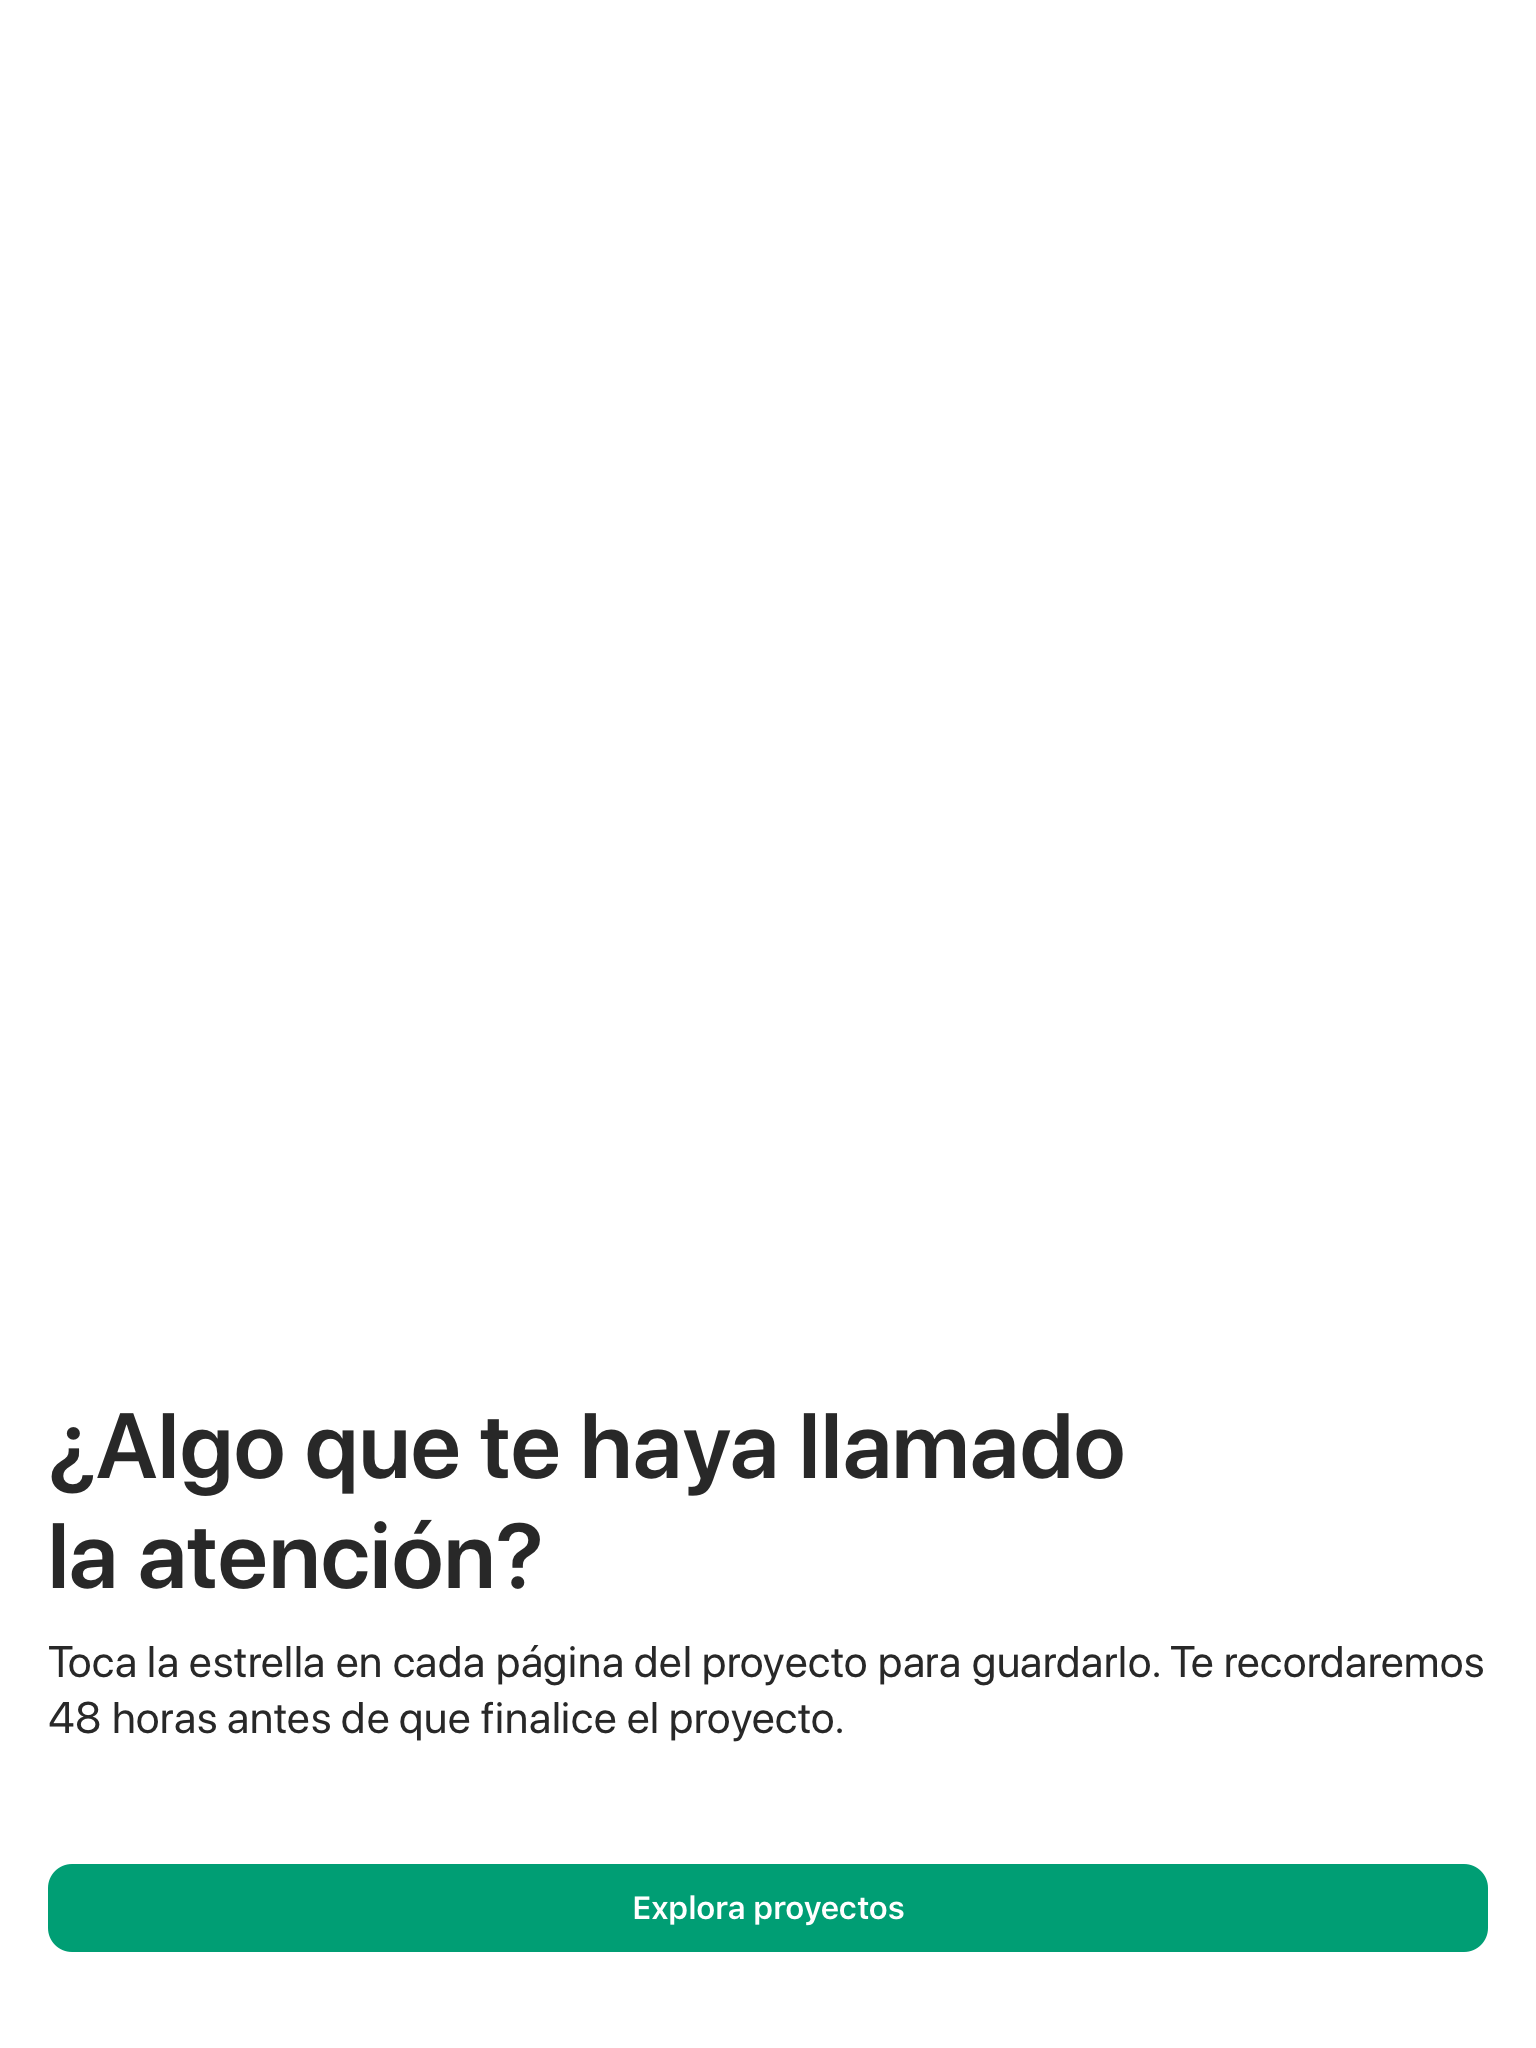 ¿Algo que te haya llamado
la atención?
Toca la estrella en cada página del proyecto para guardarlo. Te recordaremos
48 horas antes de que finalice el proyecto.
Explora proyectos